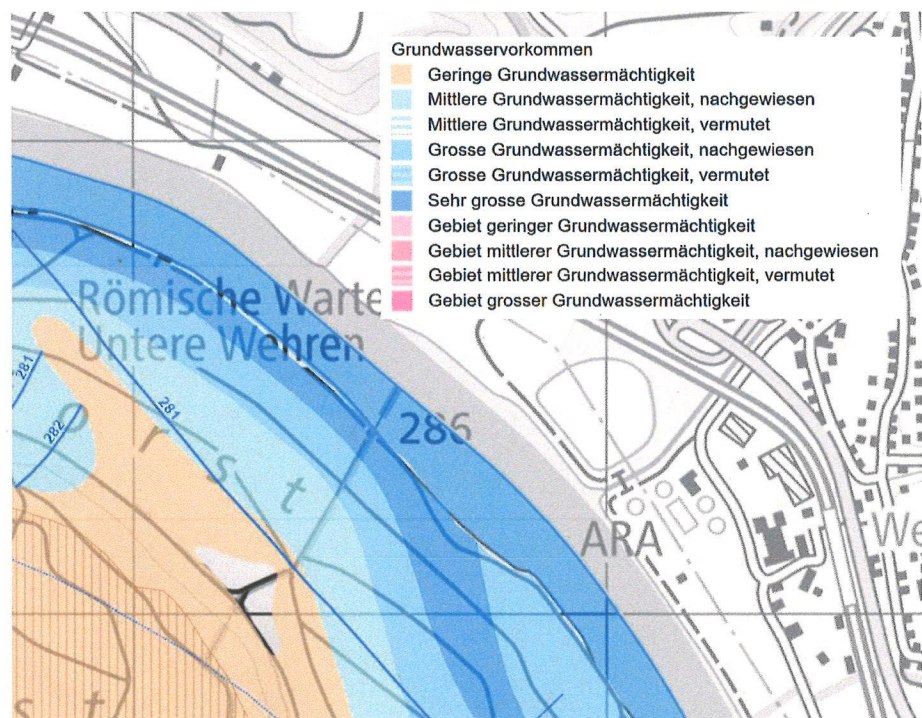 Grundwasservorkommen
Geringe Grundwassermächtigkeit
Mittlere Grundwassermächtigkeit, nachgewiesen
Mittlere Grundwassermächtigkeit, vermutet
Grosse Grundwassermächtigkeit, nachgewiesen
Grosse Grundwassermächtigkeit, vermutet
Sehr grosse Grundwassermächtigkeit
Gebiet geringer Grundwassermächtigkeit
Gebiet mittlerer Grundwassermächtigkeit, nachgewiesen
Gebiet mittlerer Grundwassermächtigkeit, vermutet
Gebiet grosser Grundwassermächtigkeit
Römische Warte
Untere Wehren
281
282
281
286
o r s t
ARA
We
s t